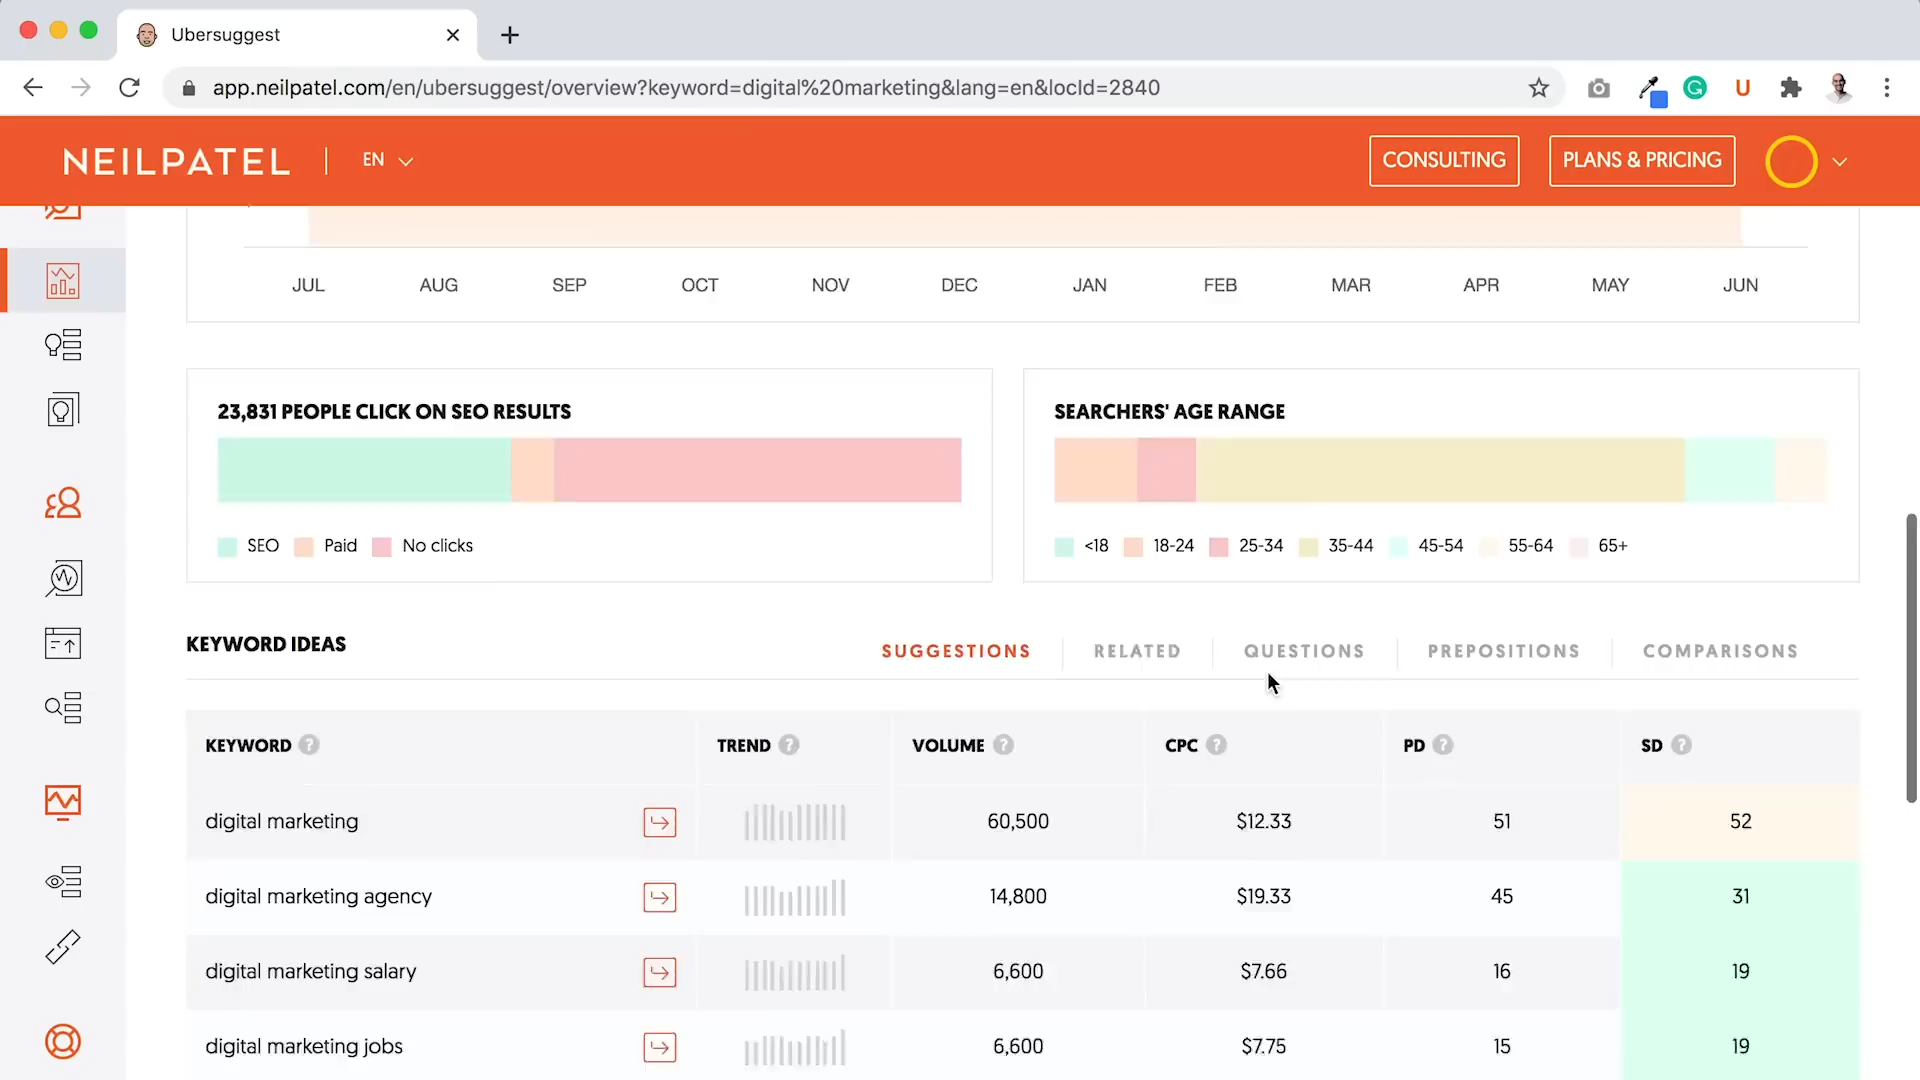 Ubersuggest
app.neilpatel.com/en/ubersuggest/overview?keyword=digital%20marketing&lang=en&locId=2840
NEILPATEL EN CONSULTING PLANS & PRICING
JUL AUG SEP OCT NOV DEC JAN FEB MAR APR MAY JUN
23,831 PEOPLE CLICK ON SEO RESULTS
SEO Paid No clicks
SEARCHERS' AGE RANGE
<18 18-24 25-34 35-44 45-54 55-64 65+
KEYWORD IDEAS
SUGGESTIONS RELATED QUESTIONS PREPOSITIONS COMPARISONS
KEYWORD ? TREND ? VOLUME ? CPC ? PD ? SD ?
digital marketing 60,500 $12.33 51 52
digital marketing agency 14,800 $19.33 45 31
digital marketing salary 6,600 $7.66 16 19
digital marketing jobs 6,600 $7.75 15 19